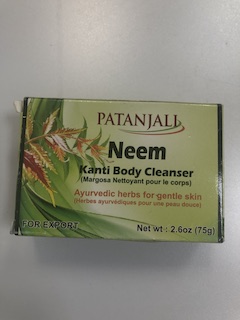 PATANJALI
Neem
Kanti Body Cleanser
(Margosa Nettoyant pour le corps)
Ayurvedic herbs for gentle skin
(Herbes ayurvédiques pour une peau douce)
FOR EXPORT
Net wt : 2.6oz (75g)